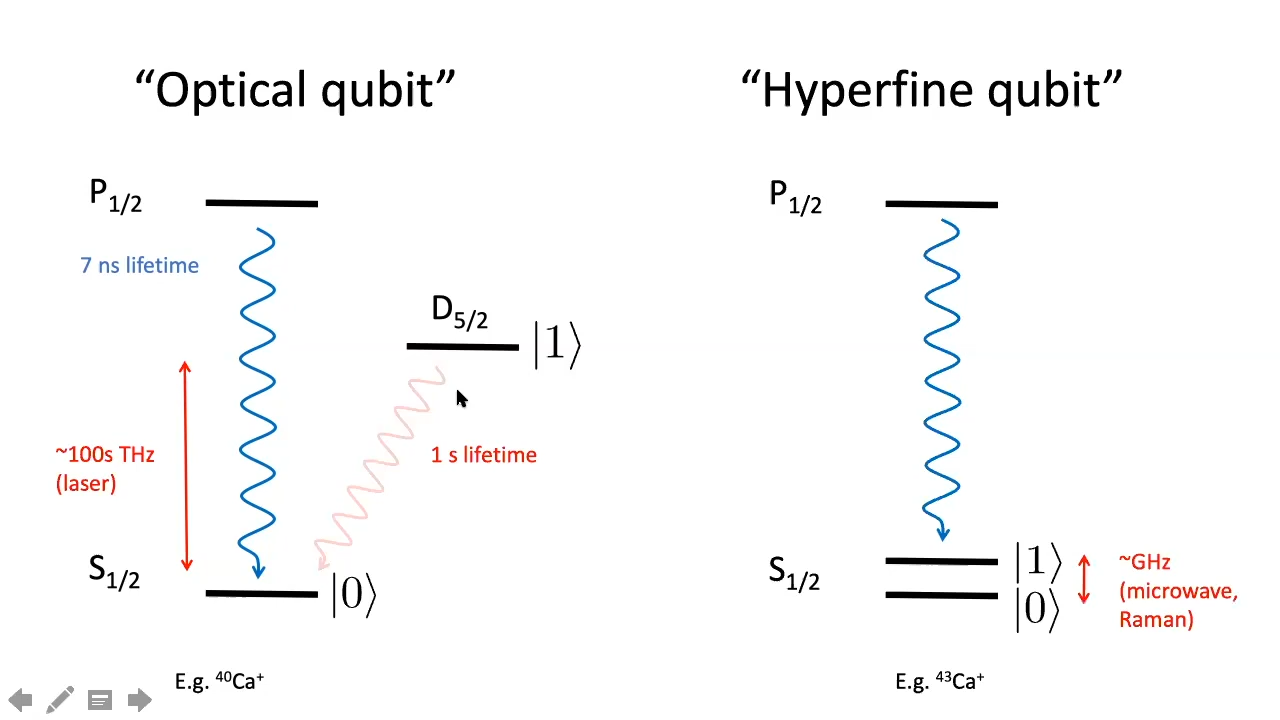 “Optical qubit”
P1/2
7 ns lifetime
D5/2
|1⟩
~100s THz
(laser)
1 s lifetime
S1/2
|0⟩
E.g. ⁴⁰Ca⁺
“Hyperfine qubit”
P1/2
S1/2
|1⟩
|0⟩
~GHz
(microwave,
Raman)
E.g. ⁴³Ca⁺